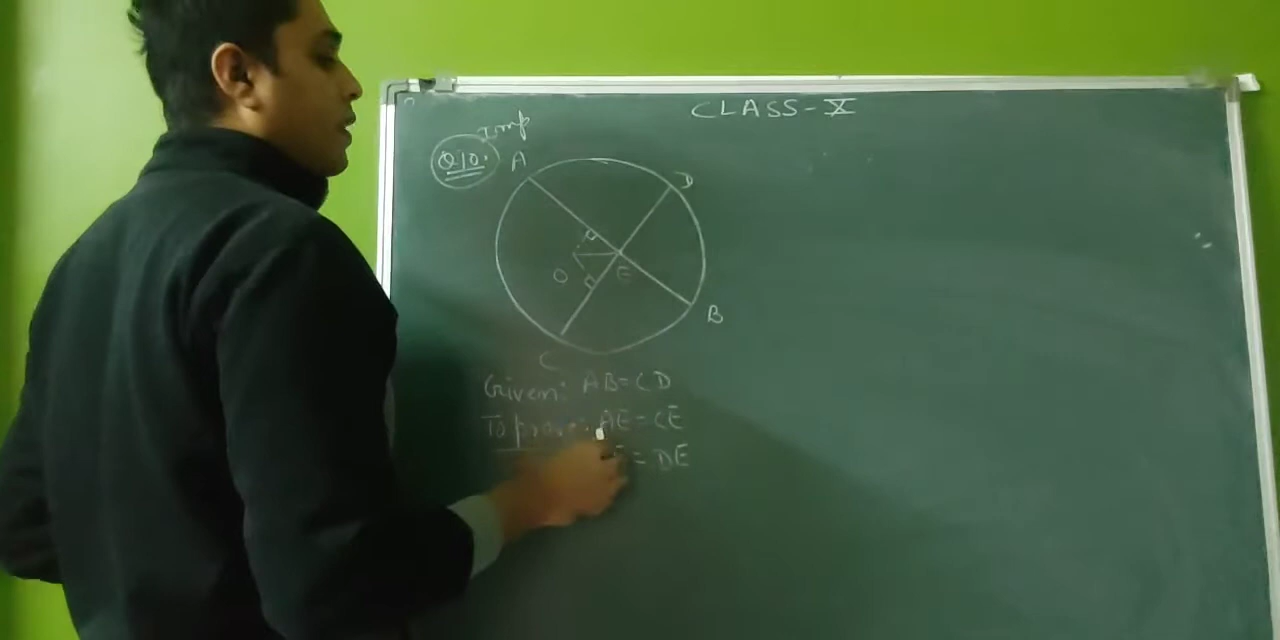 CLASS-X
Imp
Q10.
A
D
O
E
B
C
Given: AB=CD
To prove: AE=CE
= DE